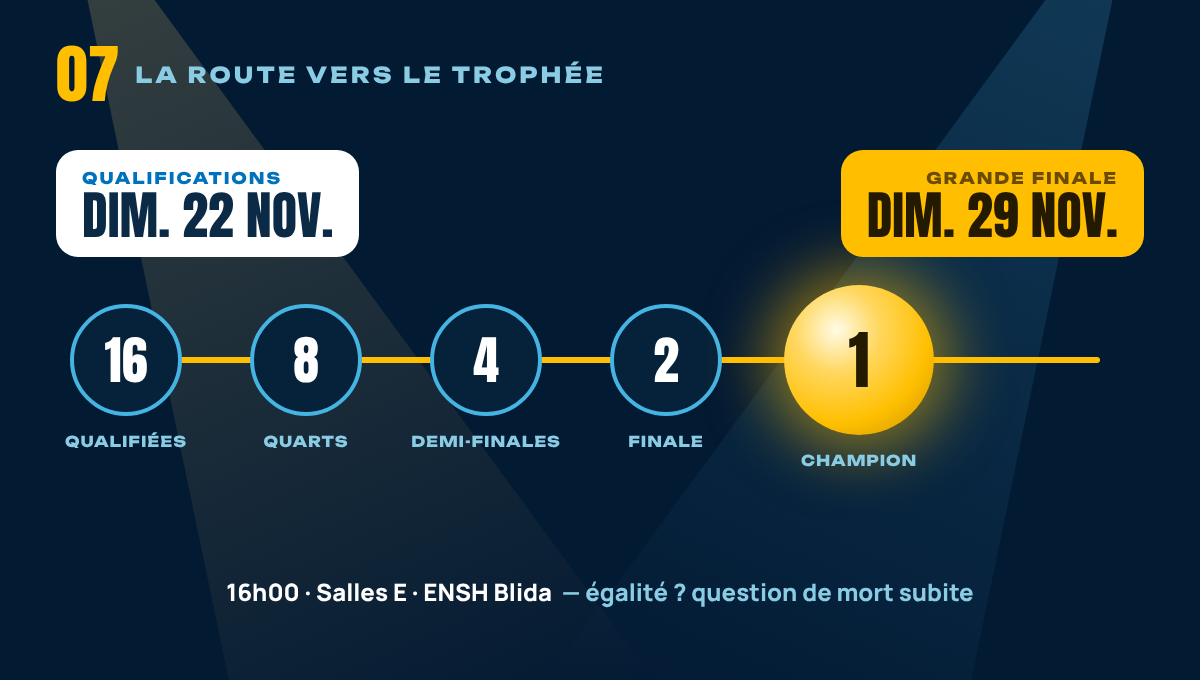 07 LA ROUTE VERS LE TROPHÉE
QUALIFICATIONS
DIM. 22 NOV.
GRANDE FINALE
DIM. 29 NOV.
16 8 4 2 1
QUALIFIÉES QUARTS DEMI-FINALES FINALE CHAMPION
16h00 · Salles E · ENSH Blida — égalité ? question de mort subite